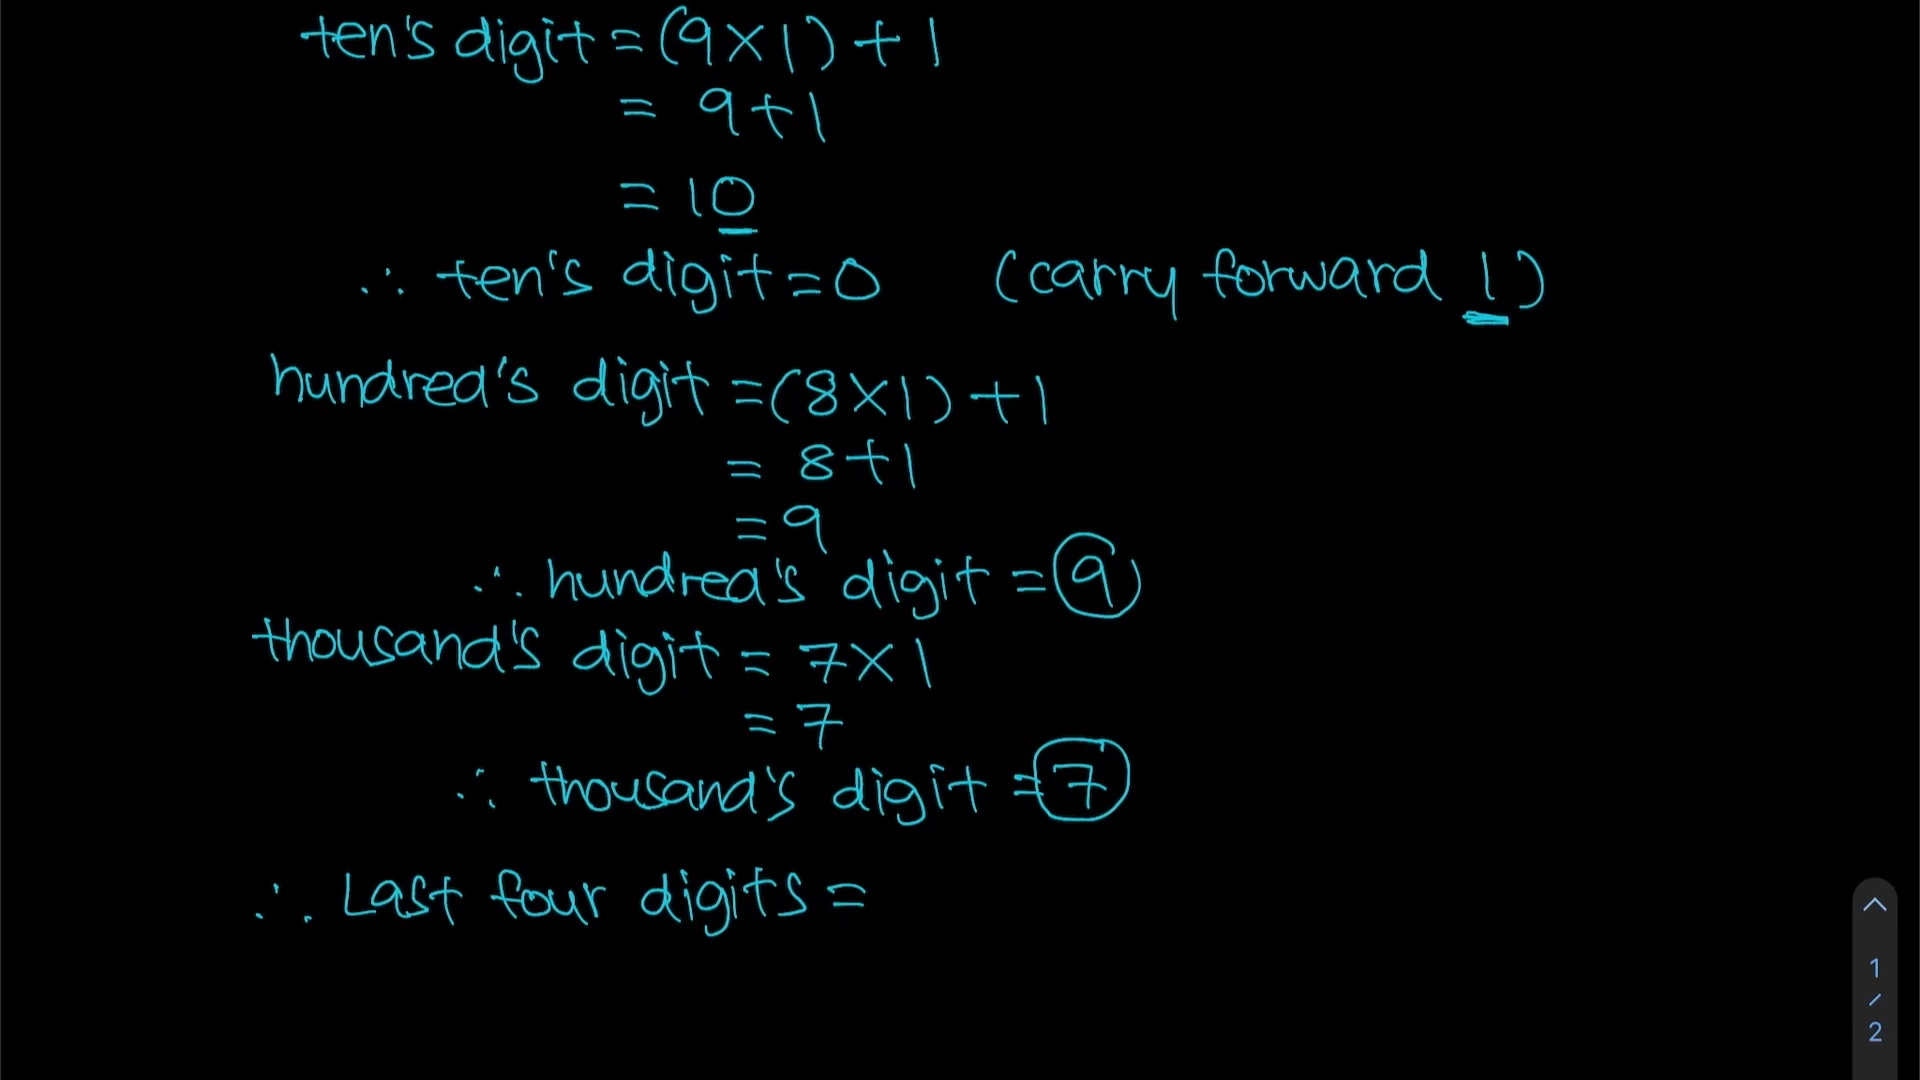 ten's digit = (9 × 1) + 1
= 9 + 1
= 10
∴ ten's digit = 0 (carry forward 1)
hundred's digit = (8 × 1) + 1
= 8 + 1
= 9
∴ hundred's digit = 9
thousand's digit = 7 × 1
= 7
∴ thousand's digit = 7
∴ Last four digits =
1
/
2